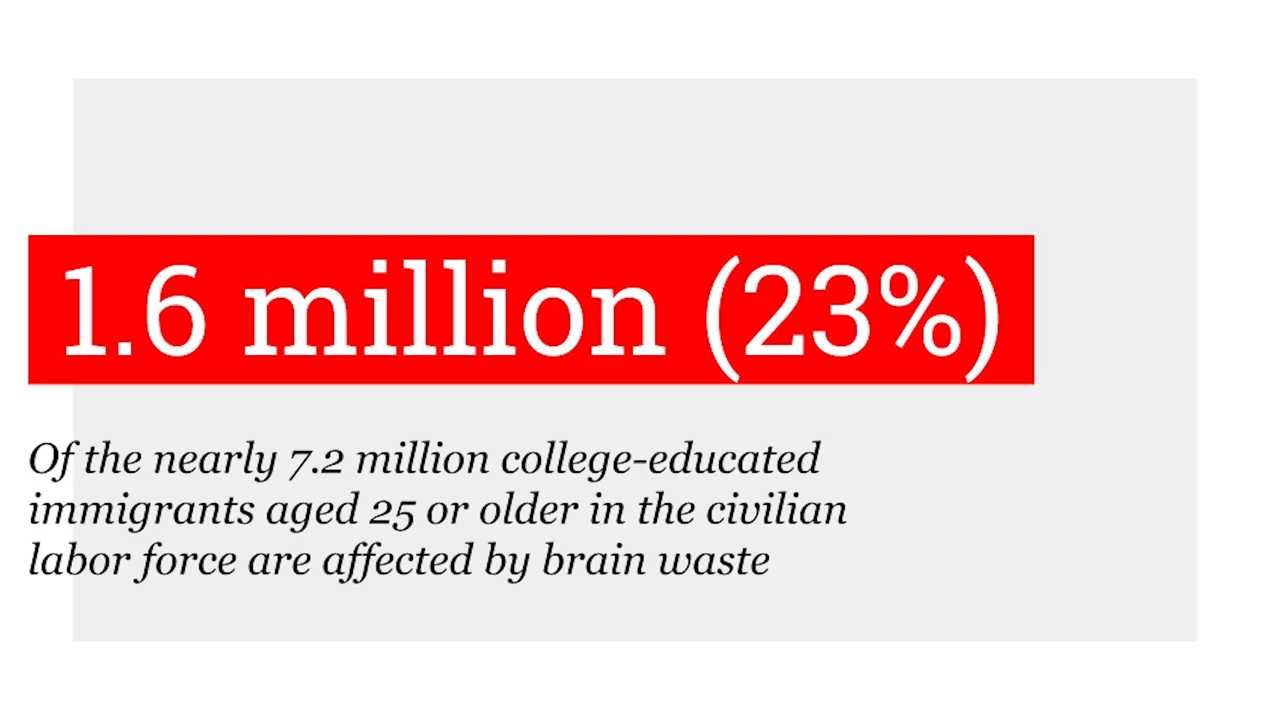 1.6 million (23%)
Of the nearly 7.2 million college-educated
immigrants aged 25 or older in the civilian
labor force are affected by brain waste